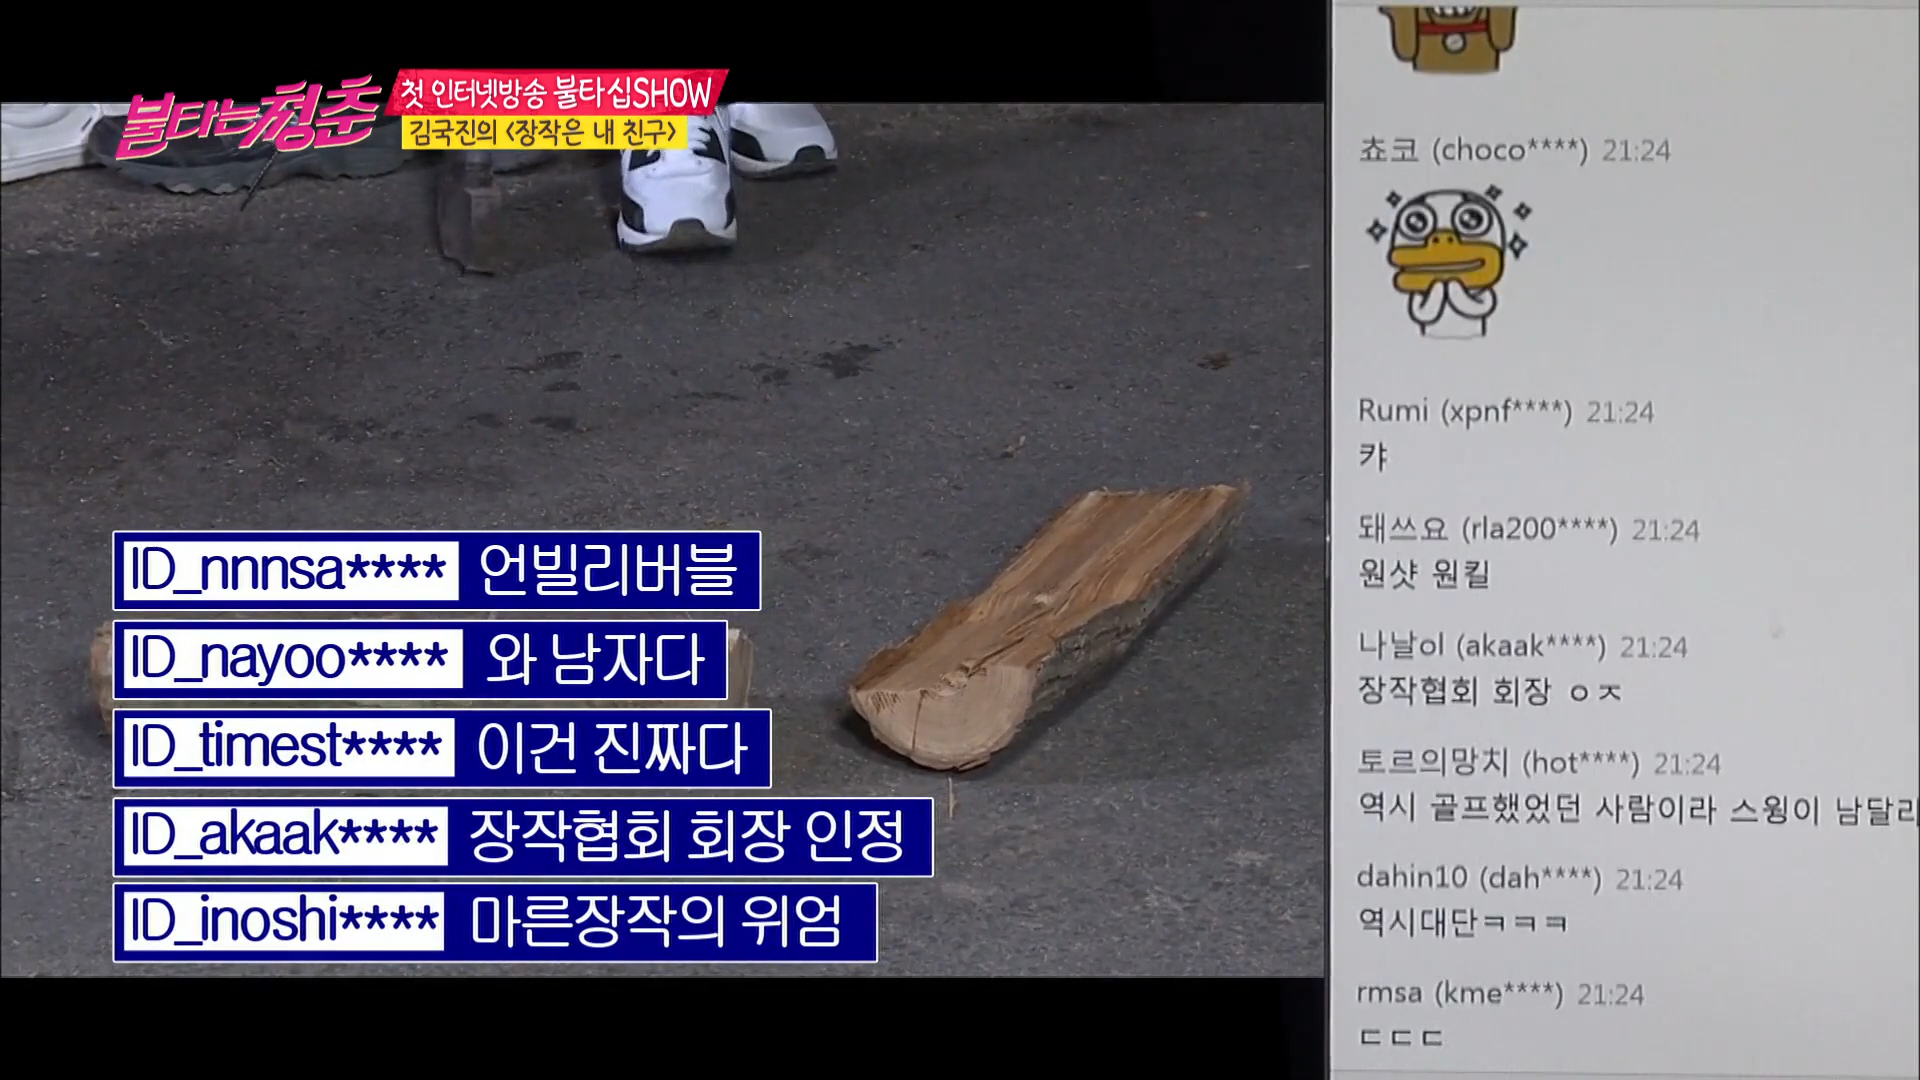 불타는청춘
첫 인터넷방송 불타십SHOW
김국진의 <장작은 내 친구>
ID_nnnsa**** 언빌리버블
ID_nayoo**** 와 남자다
ID_timest**** 이건 진짜다
ID_akaak**** 장작협회 회장 인정
ID_inoshi**** 마른장작의 위엄
쵸코 (choco****) 21:24
Rumi (xpnf****) 21:24
캬
돼쓰요 (rla200****) 21:24
원샷 원킬
나날이 (akaak****) 21:24
장작협회 회장 ㅇㅈ
토르의망치 (hot****) 21:24
역시 골프했었던 사람이라 스윙이 남달리
dahin10 (dah****) 21:24
역시대단ㅋㅋㅋ
rmsa (kme****) 21:24
ㄷㄷㄷ